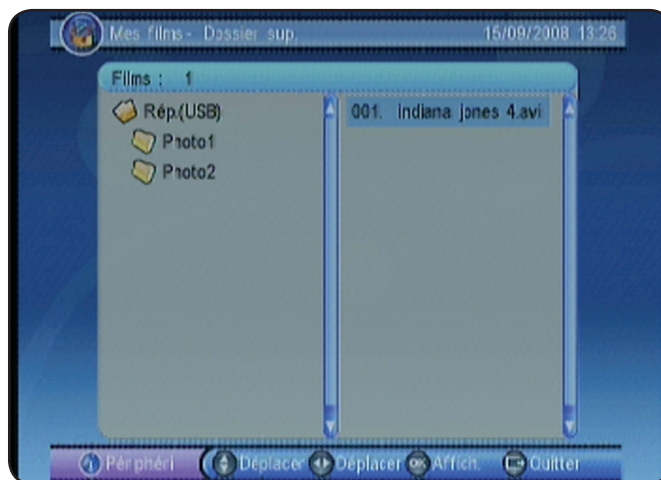 Mes films - Dossier sup. 15/09/2008 13:26
Films : 1
Rép.(USB)
Photo1
Photo2
001. indiana jones 4.avi
Périphéri Déplacer Déplacer OK Affich. Quitter